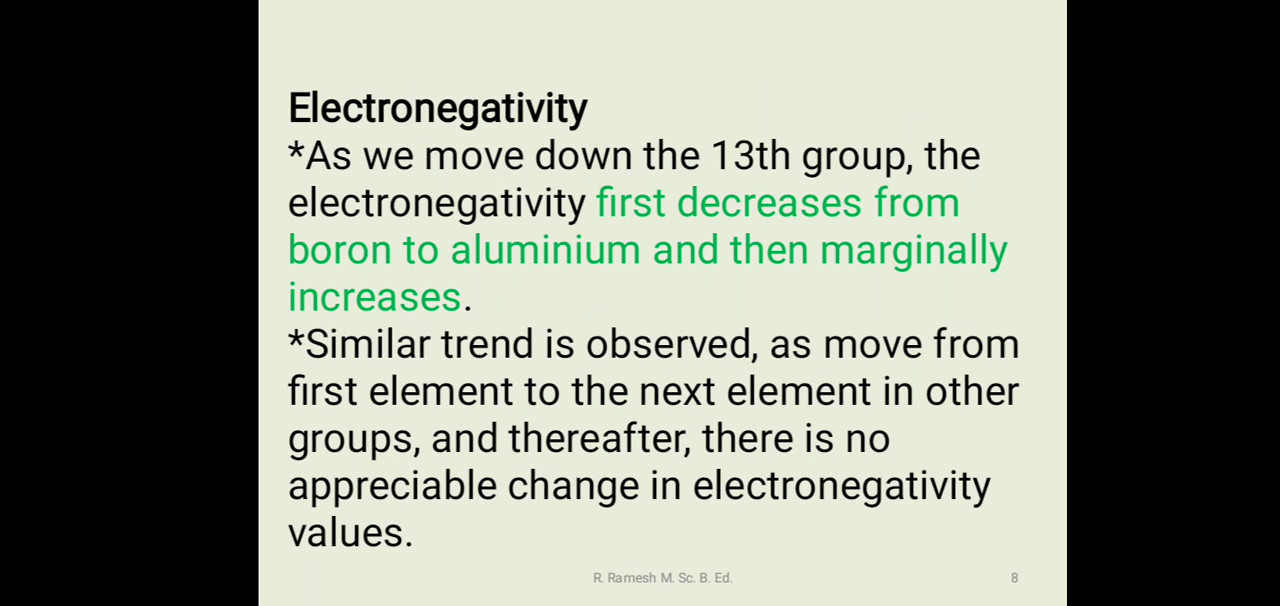 Electronegativity
*As we move down the 13th group, the
electronegativity first decreases from
boron to aluminium and then marginally
increases.
*Similar trend is observed, as move from
first element to the next element in other
groups, and thereafter, there is no
appreciable change in electronegativity
values.
R. Ramesh M. Sc. B. Ed.
8